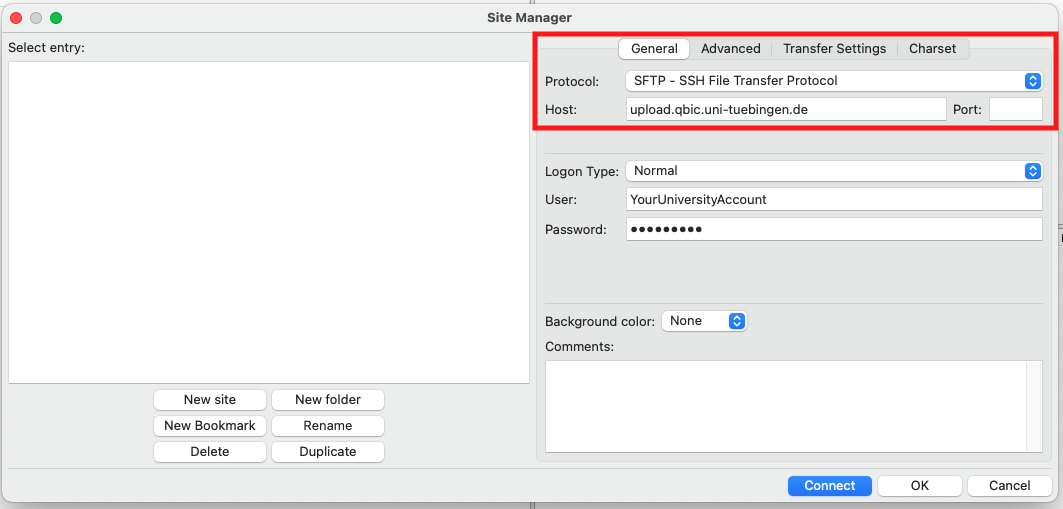 Site Manager
Select entry:
General Advanced Transfer Settings Charset
Protocol: SFTP - SSH File Transfer Protocol
Host: upload.qbic.uni-tuebingen.de Port:
Logon Type: Normal
User: YourUniversityAccount
Password: •••••••••
Background color: None
Comments:
New site New folder
New Bookmark Rename
Delete Duplicate
Connect OK Cancel